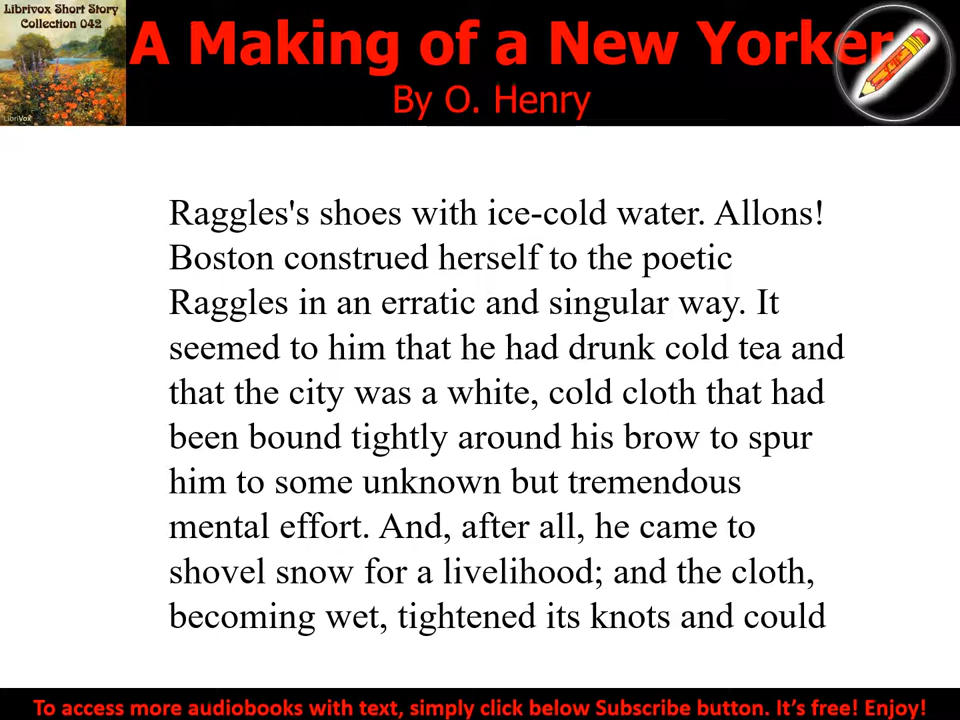 Librivox Short Story
Collection 042
LibriVox
A Making of a New Yorker
By O. Henry
Raggles's shoes with ice-cold water. Allons!
Boston construed herself to the poetic
Raggles in an erratic and singular way. It
seemed to him that he had drunk cold tea and
that the city was a white, cold cloth that had
been bound tightly around his brow to spur
him to some unknown but tremendous
mental effort. And, after all, he came to
shovel snow for a livelihood; and the cloth,
becoming wet, tightened its knots and could
To access more audiobooks with text, simply click below Subscribe button. It's free! Enjoy!